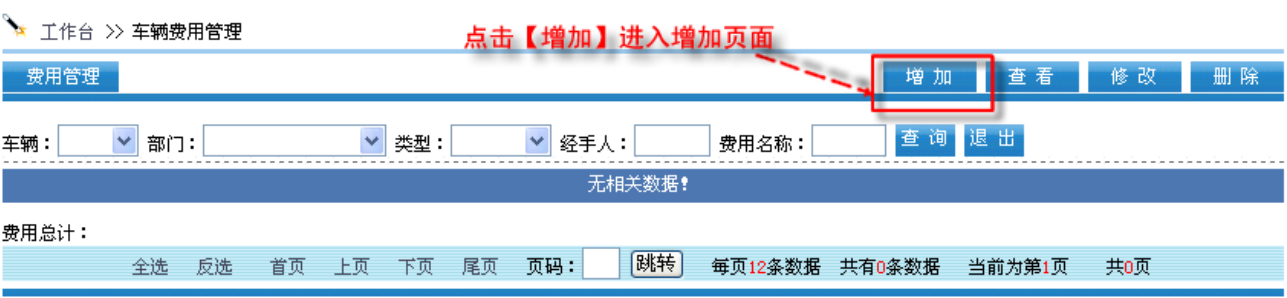 工作台 >> 车辆费用管理
点击【增加】进入增加页面
费用管理 增 加 查 看 修 改 删 除
车辆： 部门： 类型： 经手人： 费用名称： 查 询 退 出
无相关数据！
费用总计：
全选 反选 首页 上页 下页 尾页 页码： 跳转 每页12条数据 共有0条数据 当前为第1页 共0页